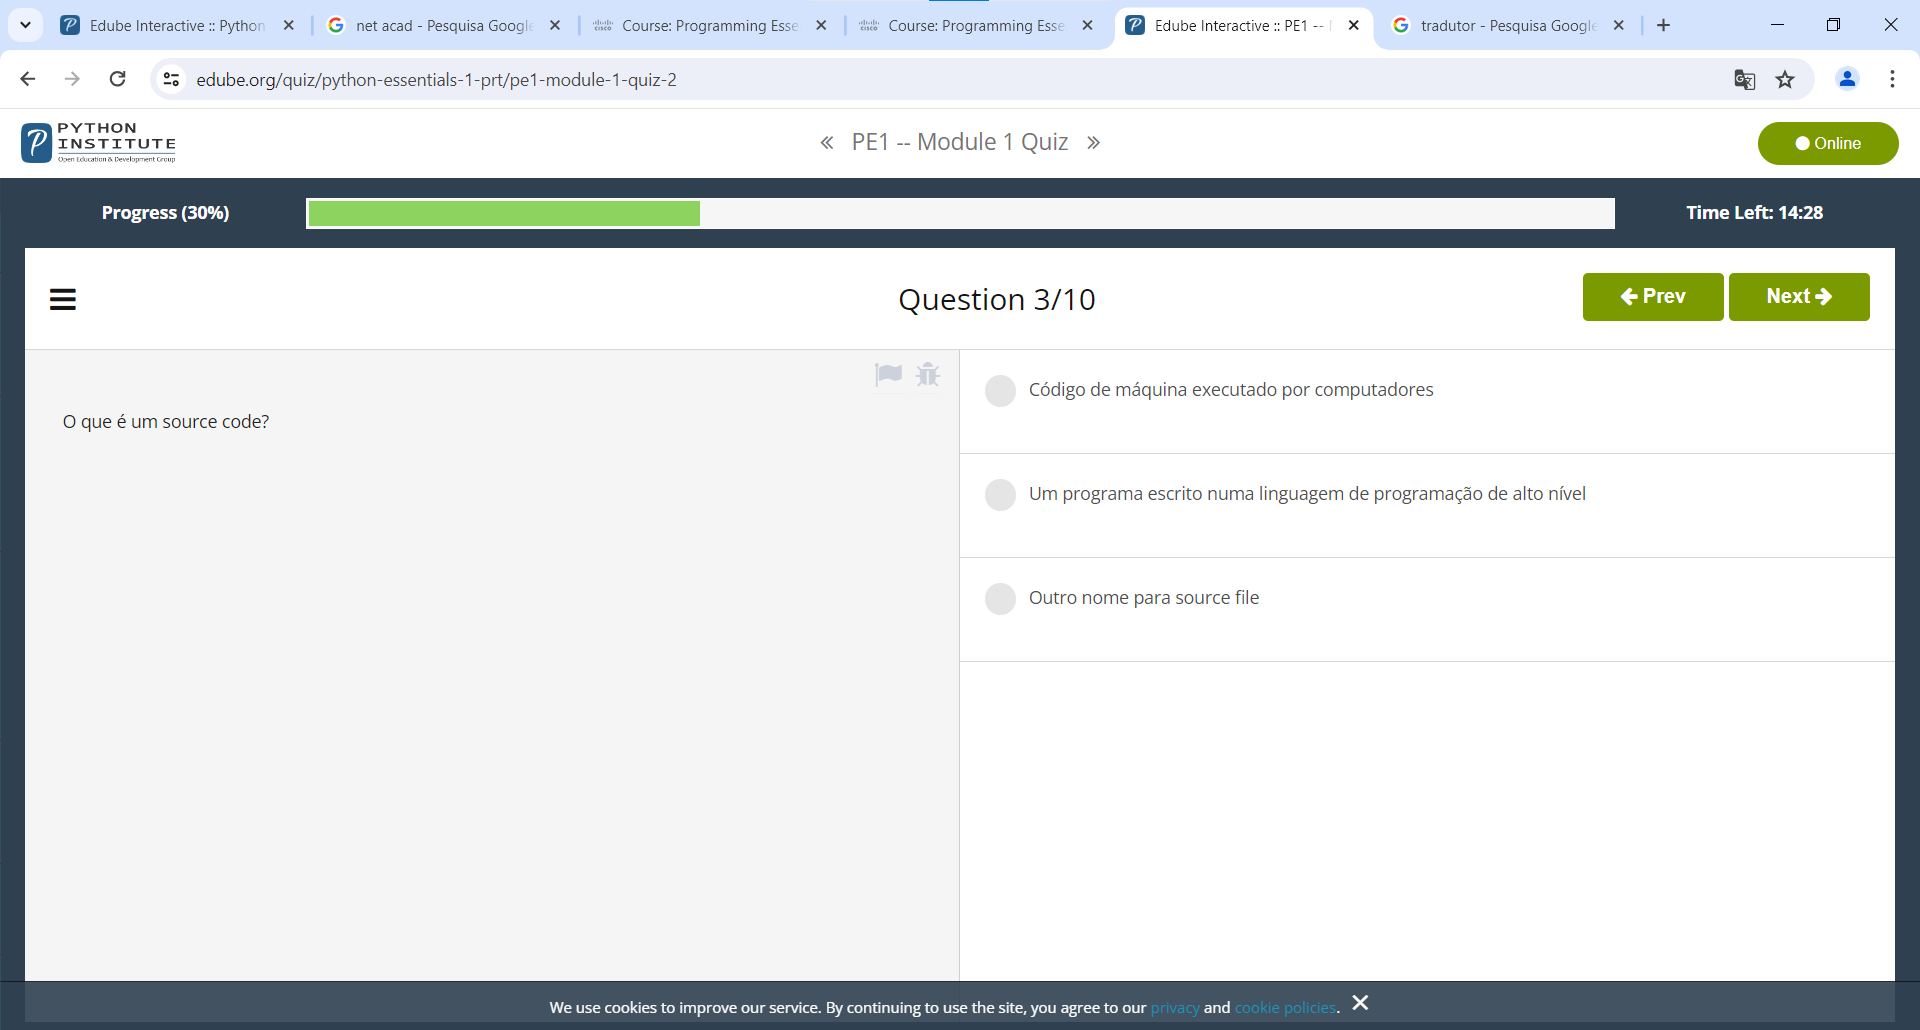 Edube Interactive :: Python
net acad - Pesquisa Google
Course: Programming Esse
Course: Programming Esse
Edube Interactive :: PE1 --
tradutor - Pesquisa Google
edube.org/quiz/python-essentials-1-prt/pe1-module-1-quiz-2
PYTHON
INSTITUTE
Open Education & Development Group
« PE1 -- Module 1 Quiz »
Online
Progress (30%)
Time Left: 14:28
Question 3/10
Prev
Next
O que é um source code?
Código de máquina executado por computadores
Um programa escrito numa linguagem de programação de alto nível
Outro nome para source file
We use cookies to improve our service. By continuing to use the site, you agree to our privacy and cookie policies.